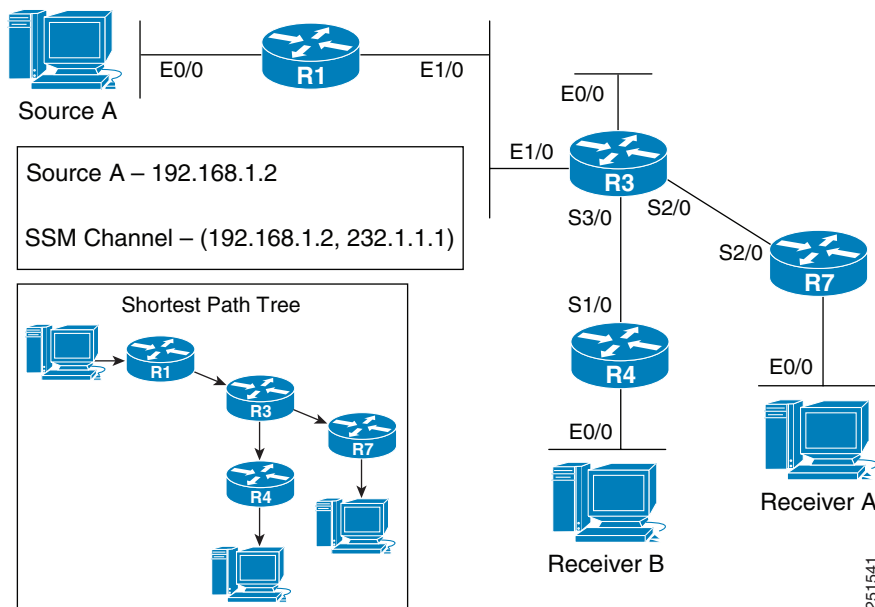 E0/0
R1
E1/0
Source A
E0/0
E1/0
R3
S2/0
S3/0
Source A – 192.168.1.2
SSM Channel – (192.168.1.2, 232.1.1.1)
S2/0
R7
S1/0
R4
E0/0
E0/0
Receiver A
Receiver B
Shortest Path Tree
R1
R3
R7
R4
251541